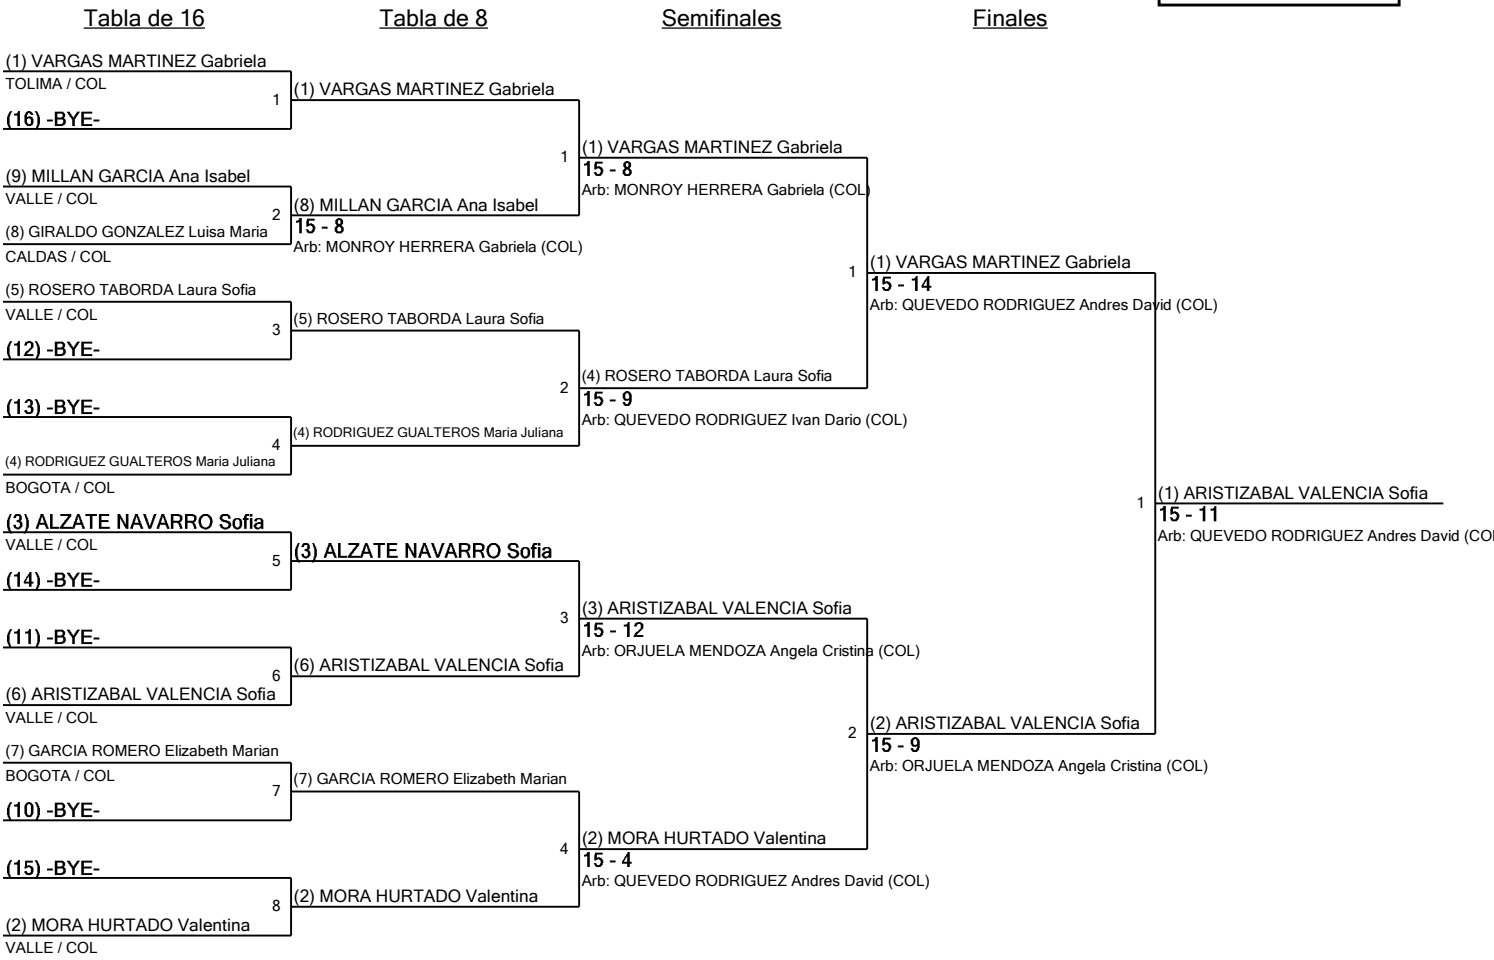 Tabla de 16
Tabla de 8
Semifinales
Finales
(1) VARGAS MARTINEZ Gabriela
TOLIMA / COL
1
(16) -BYE-
(9) MILLAN GARCIA Ana Isabel
VALLE / COL
2
(8) GIRALDO GONZALEZ Luisa Maria
CALDAS / COL
(5) ROSERO TABORDA Laura Sofia
VALLE / COL
3
(12) -BYE-
(13) -BYE-
4
(4) RODRIGUEZ GUALTEROS Maria Juliana
BOGOTA / COL
(3) ALZATE NAVARRO Sofia
VALLE / COL
5
(14) -BYE-
(11) -BYE-
6
(6) ARISTIZABAL VALENCIA Sofia
VALLE / COL
(7) GARCIA ROMERO Elizabeth Marian
BOGOTA / COL
7
(10) -BYE-
(15) -BYE-
8
(2) MORA HURTADO Valentina
VALLE / COL
(1) VARGAS MARTINEZ Gabriela
1
(8) MILLAN GARCIA Ana Isabel
15 - 8
Arb: MONROY HERRERA Gabriela (COL)
(5) ROSERO TABORDA Laura Sofia
2
(4) RODRIGUEZ GUALTEROS Maria Juliana
(3) ALZATE NAVARRO Sofia
3
(6) ARISTIZABAL VALENCIA Sofia
(7) GARCIA ROMERO Elizabeth Marian
4
(2) MORA HURTADO Valentina
(1) VARGAS MARTINEZ Gabriela
15 - 8
Arb: MONROY HERRERA Gabriela (COL)
1
(4) ROSERO TABORDA Laura Sofia
15 - 9
Arb: QUEVEDO RODRIGUEZ Ivan Dario (COL)
(3) ARISTIZABAL VALENCIA Sofia
15 - 12
Arb: ORJUELA MENDOZA Angela Cristina (COL)
2
(2) MORA HURTADO Valentina
15 - 4
Arb: QUEVEDO RODRIGUEZ Andres David (COL)
(1) VARGAS MARTINEZ Gabriela
15 - 14
Arb: QUEVEDO RODRIGUEZ Andres David (COL)
1
(2) ARISTIZABAL VALENCIA Sofia
15 - 9
Arb: ORJUELA MENDOZA Angela Cristina (COL)
(1) ARISTIZABAL VALENCIA Sofia
15 - 11
Arb: QUEVEDO RODRIGUEZ Andres David (COL